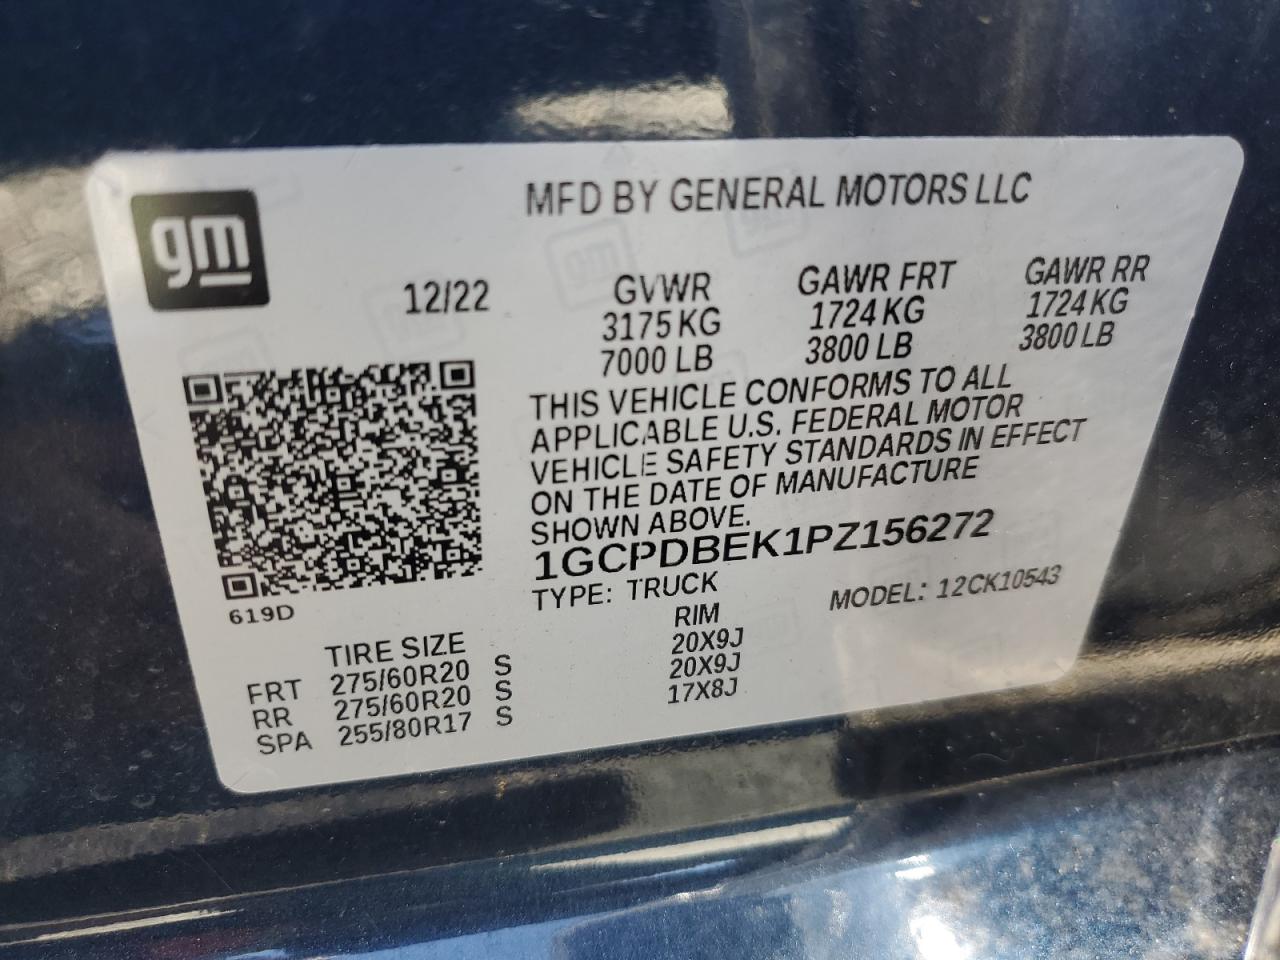 gm
MFD BY GENERAL MOTORS LLC
12/22
GVWR GAWR FRT GAWR RR
3175 KG 1724 KG 1724 KG
7000 LB 3800 LB 3800 LB
THIS VEHICLE CONFORMS TO ALL
APPLICABLE U.S. FEDERAL MOTOR
VEHICLE SAFETY STANDARDS IN EFFECT
ON THE DATE OF MANUFACTURE
SHOWN ABOVE.
1GCPDBEK1PZ156272
TYPE: TRUCK MODEL: 12CK10543
619D
TIRE SIZE RIM
FRT 275/60R20 S 20X9J
RR 275/60R20 S 20X9J
SPA 255/80R17 S 17X8J